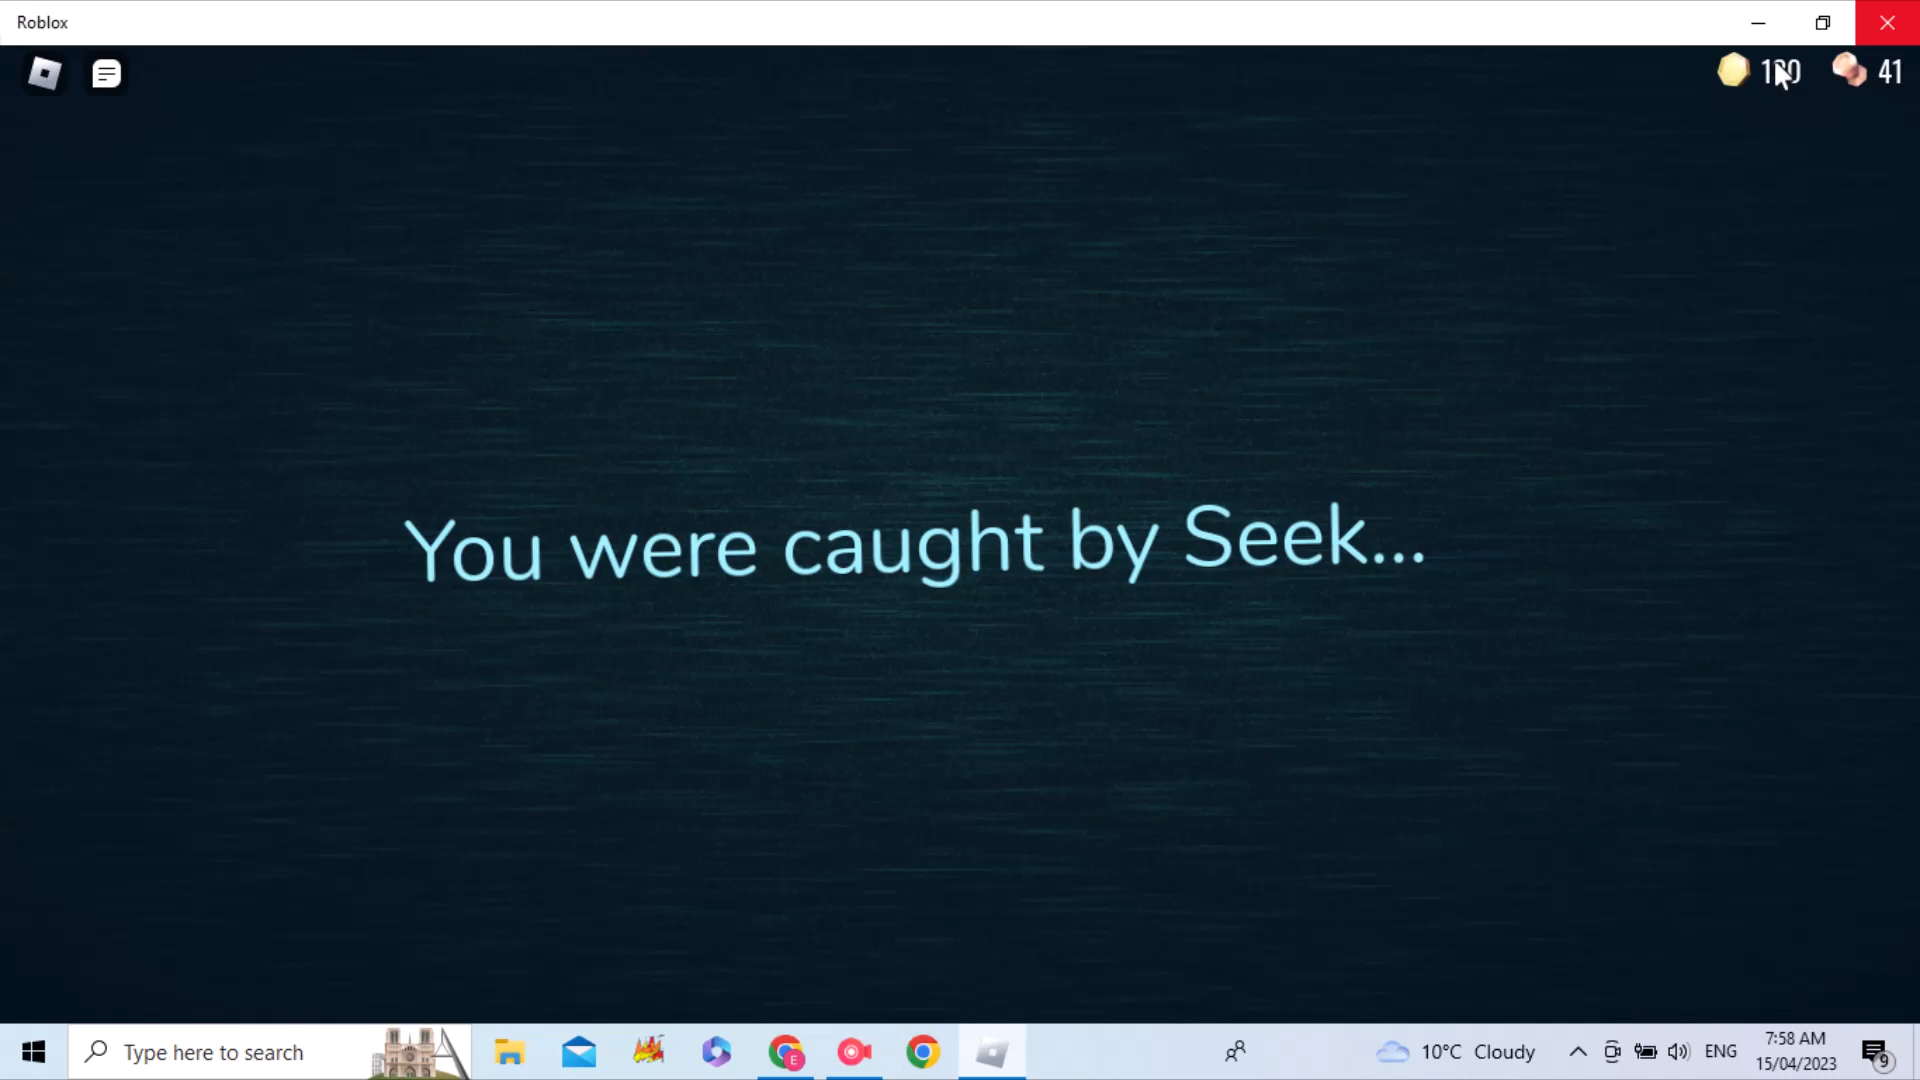 Roblox
41
You were caught by Seek...
Type here to search
E
10°C Cloudy
ENG
7:58 AM
15/04/2023
9